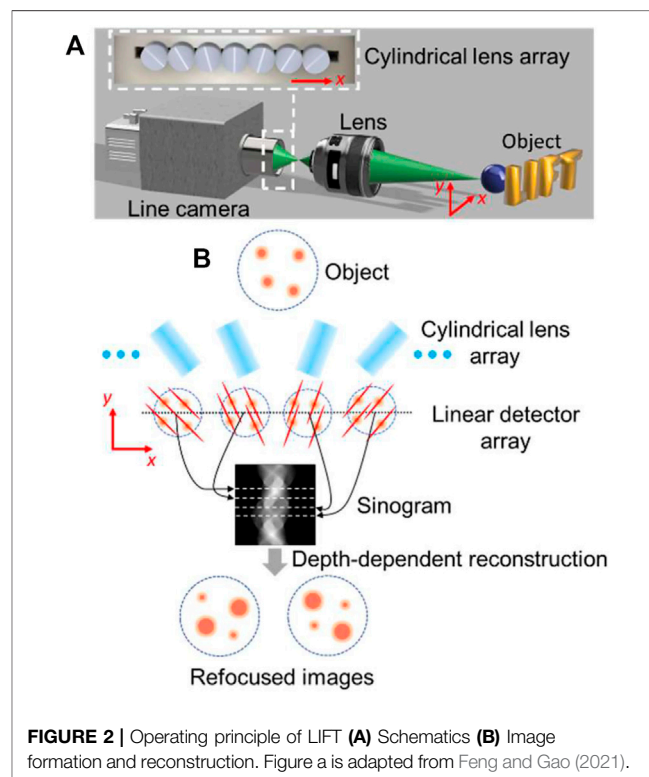 A
Cylindrical lens array
x
Lens
Object
LIFT
y
x
Line camera
B
Object
Cylindrical lens
array
y
Linear detector
array
x
Sinogram
Depth-dependent reconstruction
Refocused images
FIGURE 2 | Operating principle of LIFT (A) Schematics (B) Image
formation and reconstruction. Figure a is adapted from Feng and Gao (2021).